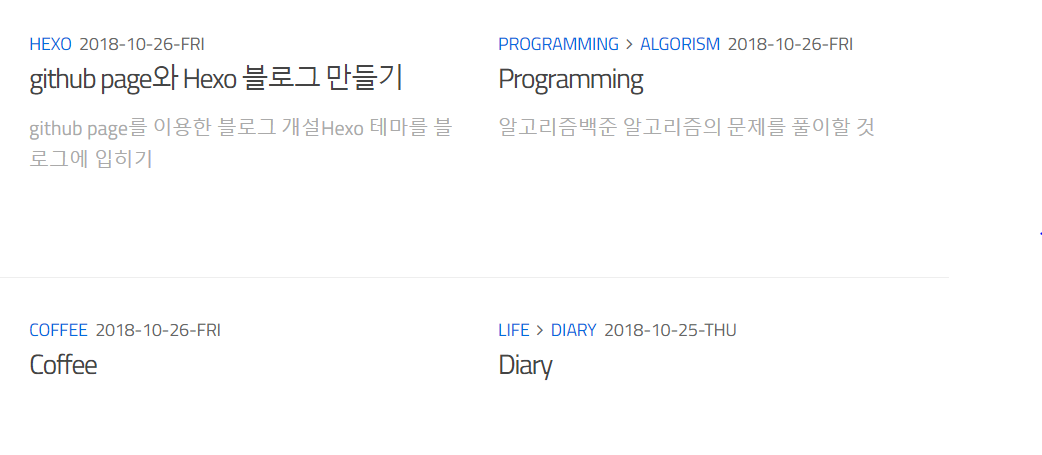 HEXO 2018-10-26-FRI
github page와 Hexo 블로그 만들기
github page를 이용한 블로그 개설Hexo 테마를 블
로그에 입히기
PROGRAMMING > ALGORISM 2018-10-26-FRI
Programming
알고리즘백준 알고리즘의 문제를 풀이할 것
COFFEE 2018-10-26-FRI
Coffee
LIFE > DIARY 2018-10-25-THU
Diary